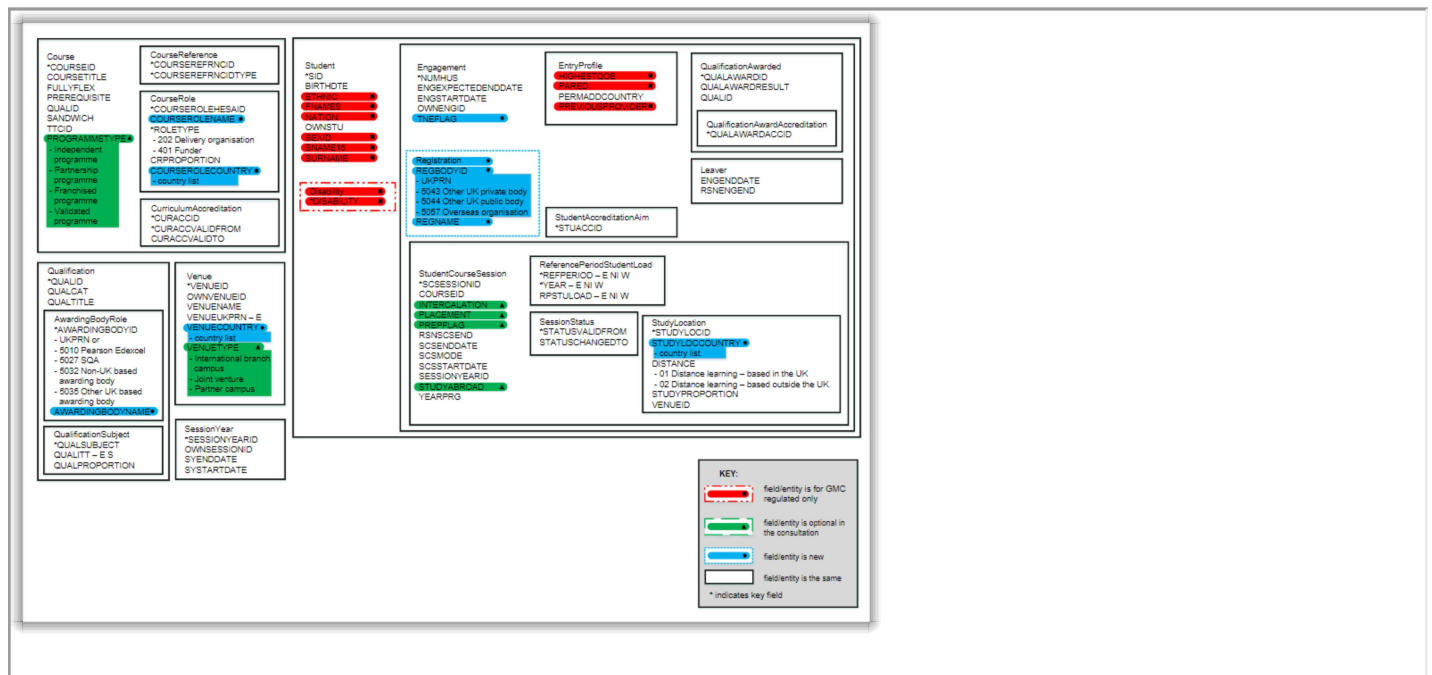 Course
*COURSEID
COURSETITLE
FULLYFLEX
PREREQUISITE
QUALID
SANDWICH
TTCID
PROGRAMMETYPE
- Independent
programme
- Partnership
programme
- Franchised
programme
- Validated
programme
CourseReference
*COURSEREFRNCID
*COURSEREFRNCIDTYPE
CourseRole
*COURSEROLEHESAID
COURSEROLENAME
*ROLETYPE
- 202 Delivery organisation
- 401 Funder
CRPROPORTION
COURSEROLECOUNTRY
- country list
CurriculumAccreditation
*CURACCID
*CURACCVALIDFROM
CURACCVALIDTO
Qualification
*QUALID
QUALCAT
QUALTITLE
AwardingBodyRole
*AWARDINGBODYID
- UKPRN or
- 5010 Pearson Edexcel
- 5027 SQA
- 5032 Non-UK based
awarding body
- 5035 Other UK based
awarding body
AWARDINGBODYNAME
QualificationSubject
*QUALSUBJECT
QUALITT – E S
QUALPROPORTION
Venue
*VENUEID
OWNVENUEID
VENUENAME
VENUEUKPRN – E
VENUECOUNTRY
- country list
VENUETYPE
- International branch
campus
- Joint venture
- Partner campus
SessionYear
*SESSIONYEARID
OWNSESSIONID
SYENDDATE
SYSTARTDATE
Student
*SID
BIRTHDTE
ETHNIC
FNAMES
NATION
OWNSTU
SEXID
SNAME16
SURNAME
Disability
*DISABILITY
Engagement
*NUMHUS
ENGEXPECTEDENDDATE
ENGSTARTDATE
OWNENGID
TNEFLAG
Registration
REGBODYID
- UKPRN
- 5043 Other UK private body
- 5044 Other UK public body
- 5057 Overseas organisation
REGNAME
EntryProfile
HIGHESTQOE
PARED
PERMADDCOUNTRY
PREVIOUSPROVIDER
StudentAccreditationAim
*STUACCID
QualificationAwarded
*QUALAWARDID
QUALAWARDRESULT
QUALID
QualificationAwardAccreditation
*QUALAWARDACCID
Leaver
ENGENDDATE
RSNENGEND
StudentCourseSession
*SCSESSIONID
COURSEID
INTERCALATION
PLACEMENT
PREPFLAG
RSNSCSEND
SCSENDDATE
SCSMODE
SCSSTARTDATE
SESSIONYEARID
STUDYABROAD
YEARPRG
ReferencePeriodStudentLoad
*REFPERIOD – E NI W
*YEAR – E NI W
RPSTULOAD – E NI W
SessionStatus
*STATUSVALIDFROM
STATUSCHANGEDTO
StudyLocation
*STUDYLOCID
STUDYLOCCOUNTRY
- country list
DISTANCE
- 01 Distance learning – based in the UK
- 02 Distance learning – based outside the UK
STUDYPROPORTION
VENUEID
KEY:
field/entity is for GMC
regulated only
field/entity is optional in
the consultation
field/entity is new
field/entity is the same
* indicates key field